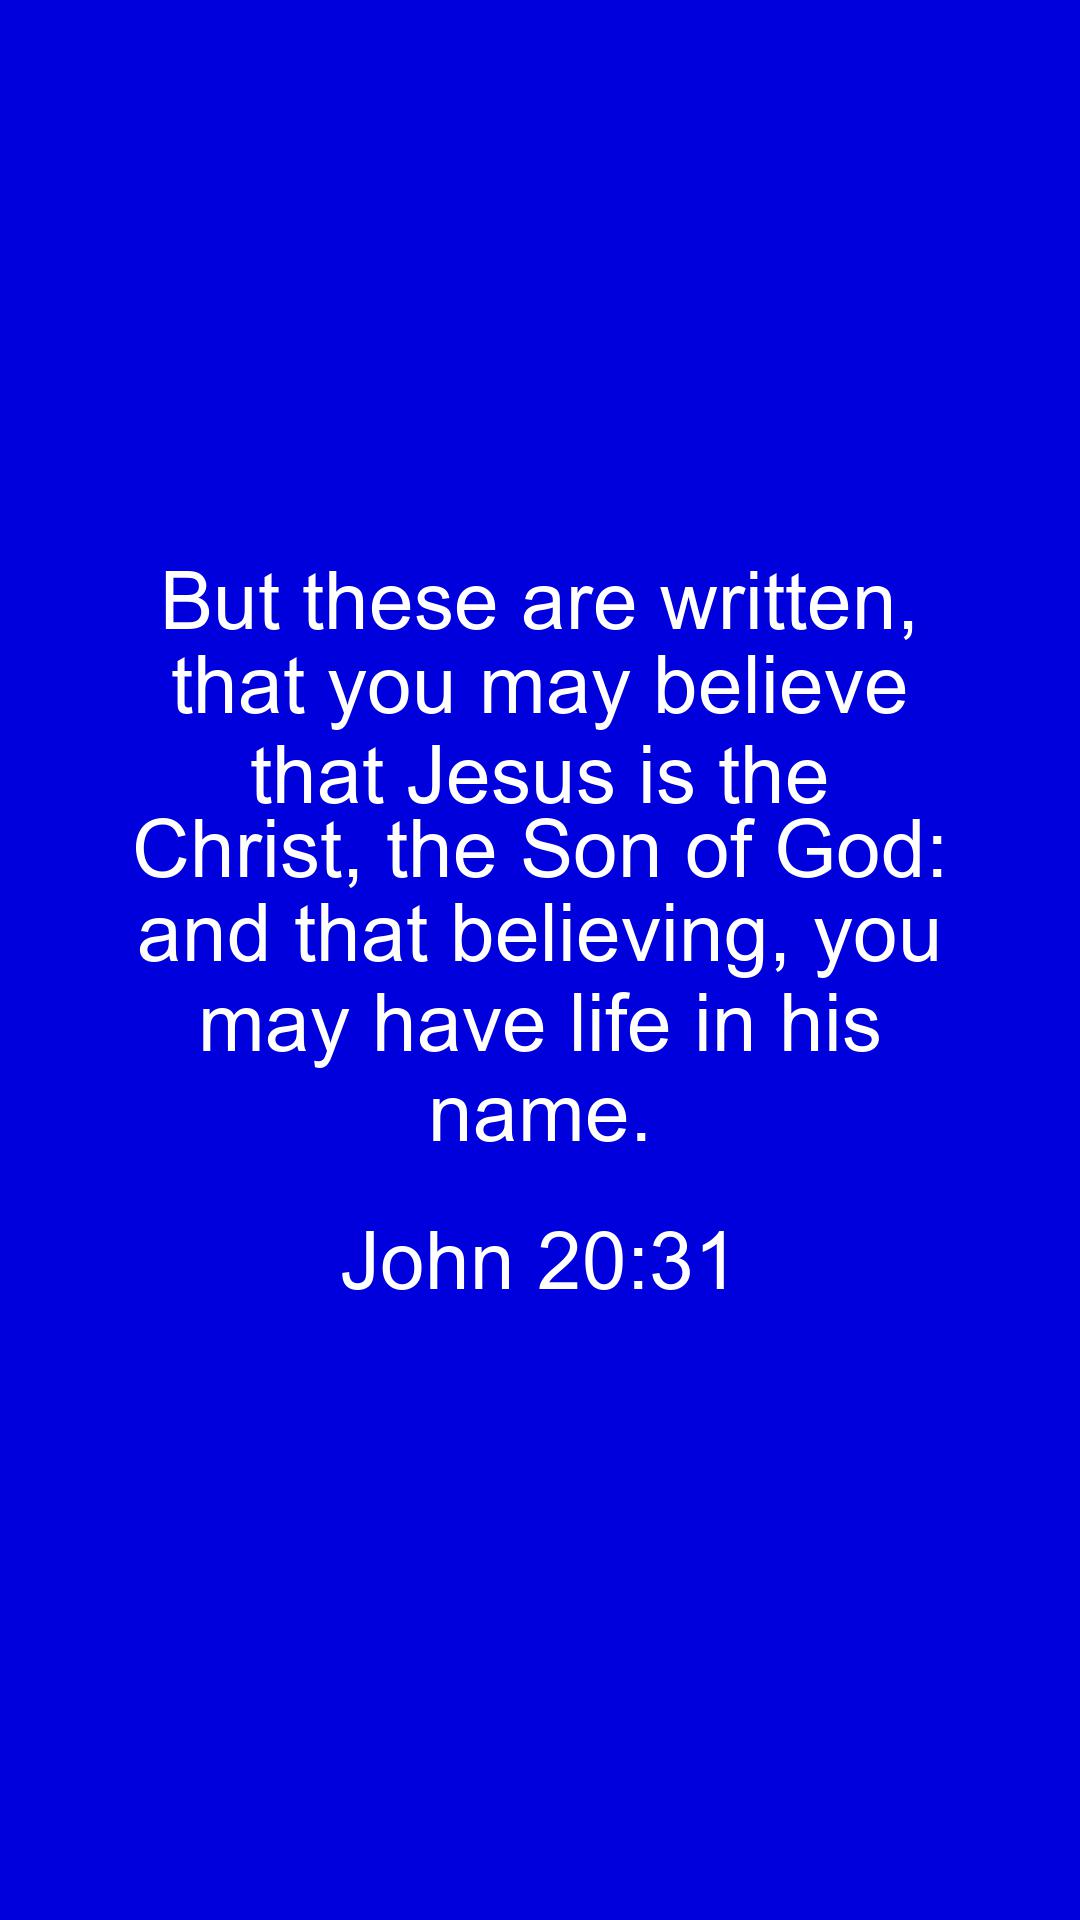 But these are written,
that you may believe
that Jesus is the
Christ, the Son of God:
and that believing, you
may have life in his
name.
John 20:31